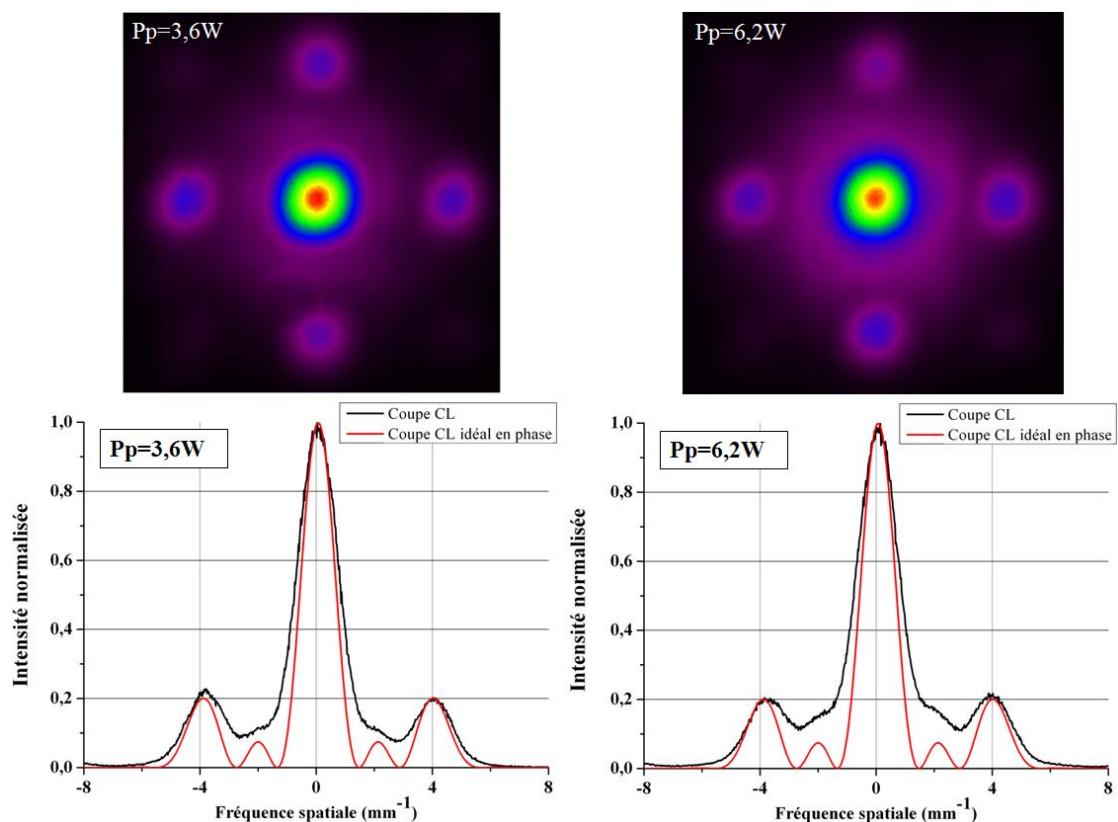 Pp=3,6W
Pp=6,2W
Coupe CL
Coupe CL idéal en phase
Pp=3,6W
Intensité normalisée
1,0
0,8
0,6
0,4
0,2
0,0
-8
-4
0
4
8
Fréquence spatiale (mm⁻¹)
Coupe CL
Coupe CL idéal en phase
Pp=6,2W
Intensité normalisée
1,0
0,8
0,6
0,4
0,2
0,0
-8
-4
0
4
8
Fréquence spatiale (mm⁻¹)